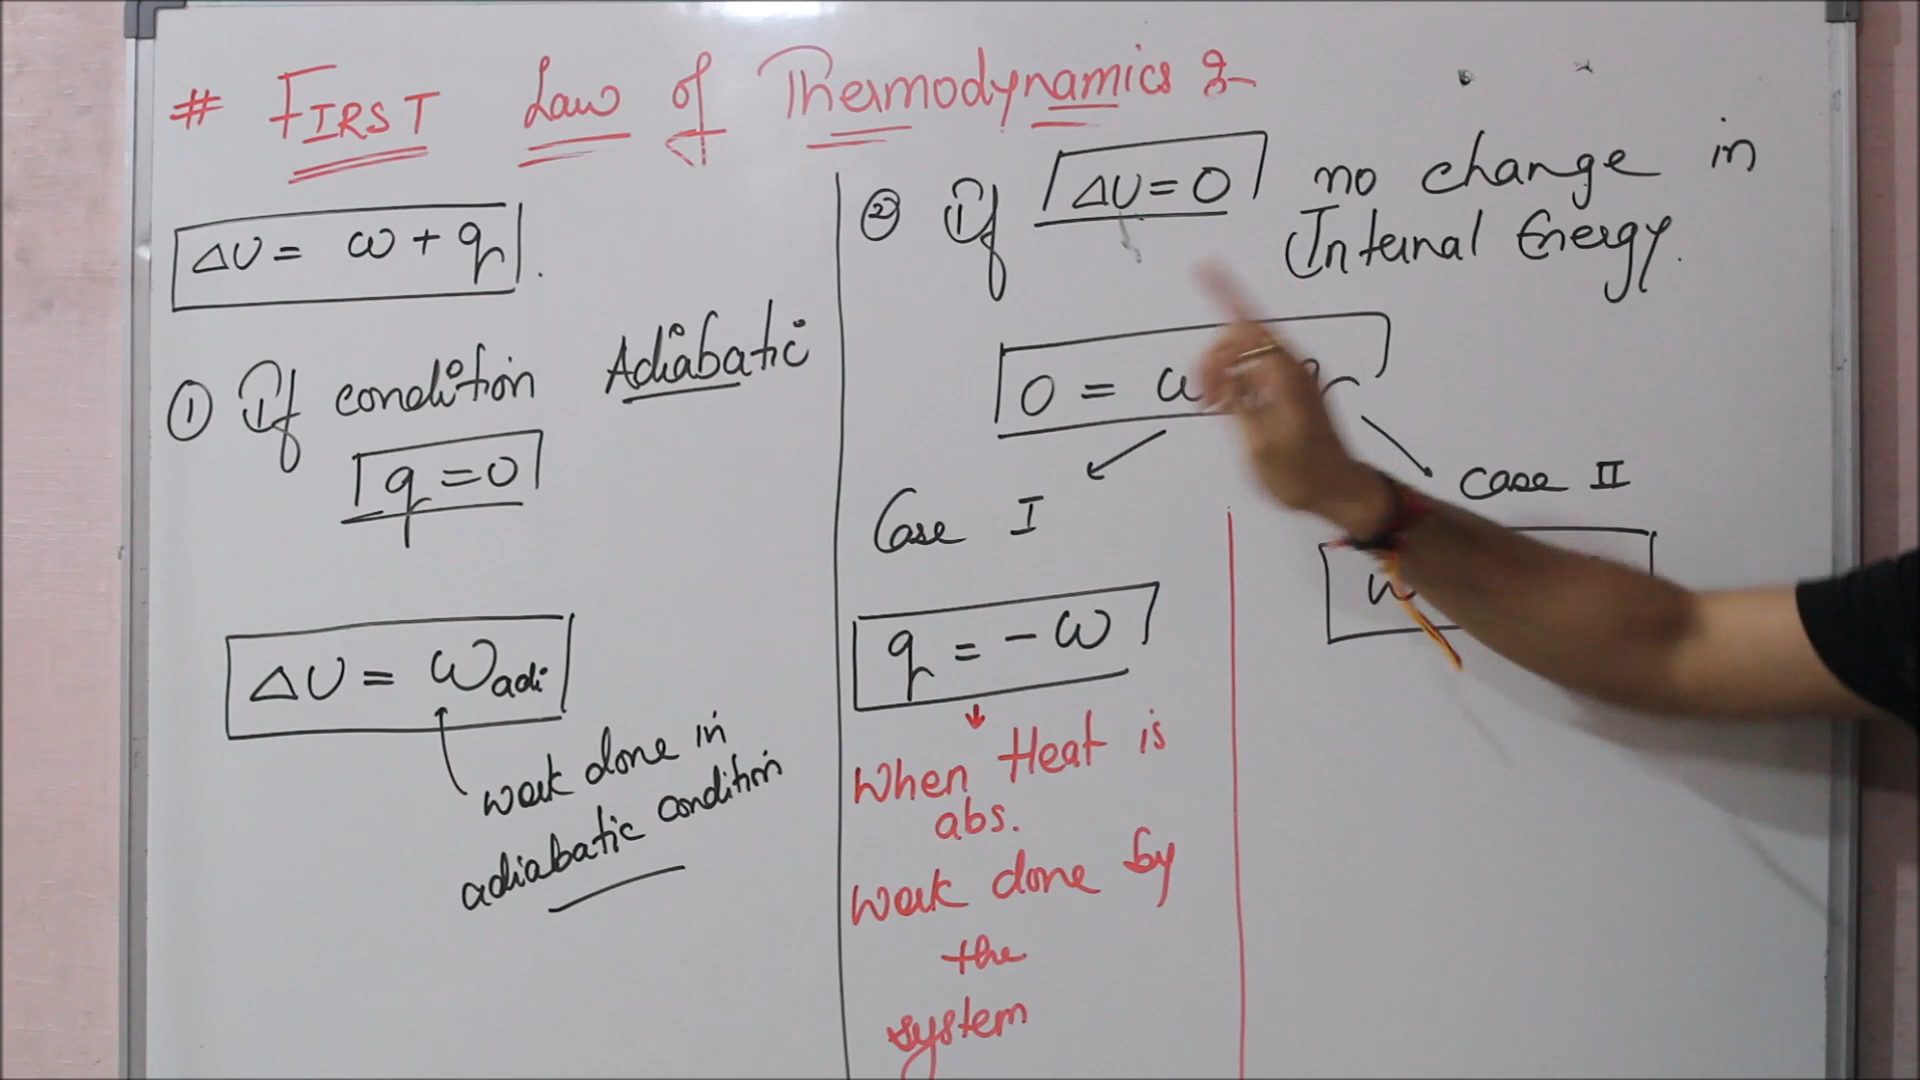 # FIRST Law of Thermodynamics :-
ΔU = w + q.
① If condition Adiabatic
q = 0
ΔU = Wadi
work done in
adiabatic condition
② If ΔU = 0 no change in
Internal Energy.
0 =
Case I
q = - w
When Heat is
abs.
work done by
the
system
Case II